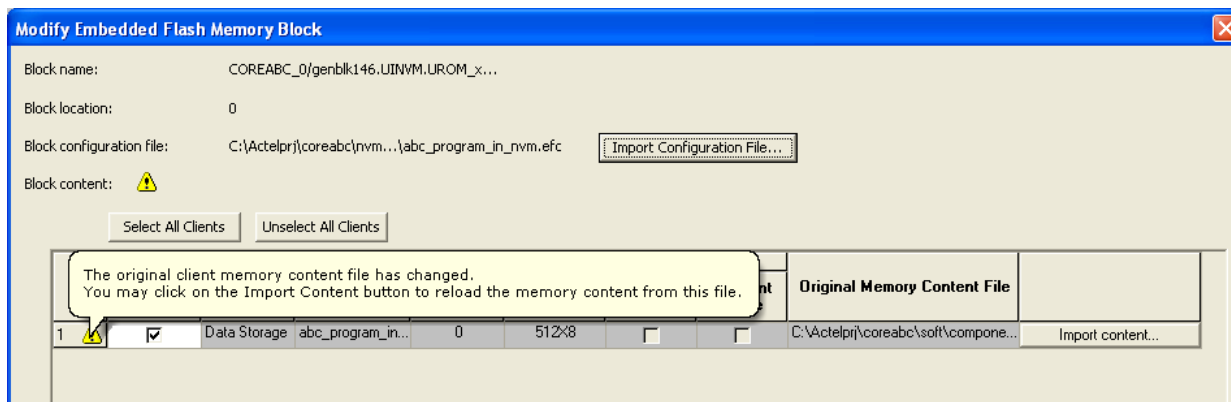 Modify Embedded Flash Memory Block
Block name: COREABC_0/genblk146.UINVM.UROM_x...
Block location: 0
Block configuration file: C:\Actelprj\coreabc\nvm...\abc_program_in_nvm.efc Import Configuration File...
Block content:
Select All Clients Unselect All Clients
The original client memory content file has changed.
You may click on the Import Content button to reload the memory content from this file.
nt Original Memory Content File
1 Data Storage abc_program_in... 0 512X8 C:\Actelprj\coreabc\soft\compone... Import content...